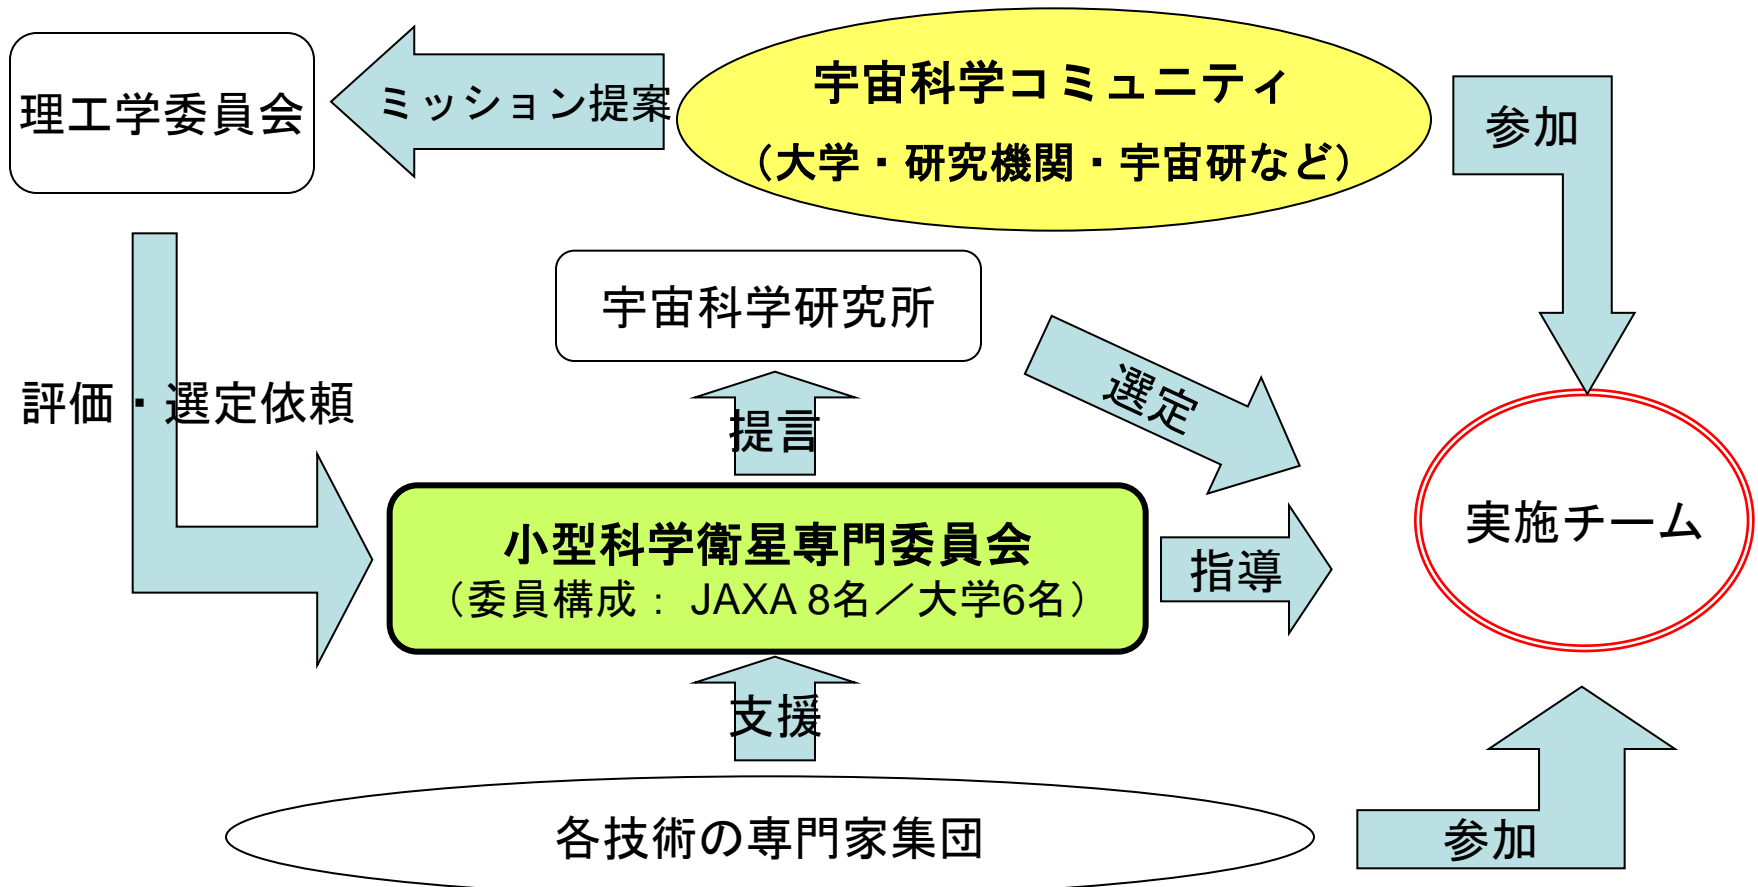 宇宙科学コミュニティ
（大学・研究機関・宇宙研など）
理工学委員会
ミッション提案
参加
宇宙科学研究所
選定
評価・選定依頼
提言
小型科学衛星専門委員会
（委員構成： JAXA 8名／大学6名）
指導
実施チーム
支援
各技術の専門家集団
参加